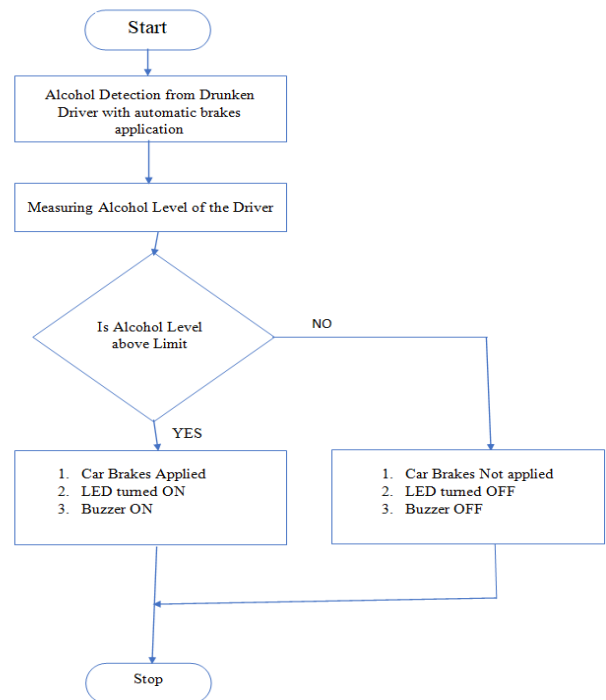 Start
Alcohol Detection from Drunken
Driver with automatic brakes
application
Measuring Alcohol Level of the Driver
Is Alcohol Level
above Limit
NO
YES
1. Car Brakes Applied
2. LED turned ON
3. Buzzer ON
1. Car Brakes Not applied
2. LED turned OFF
3. Buzzer OFF
Stop